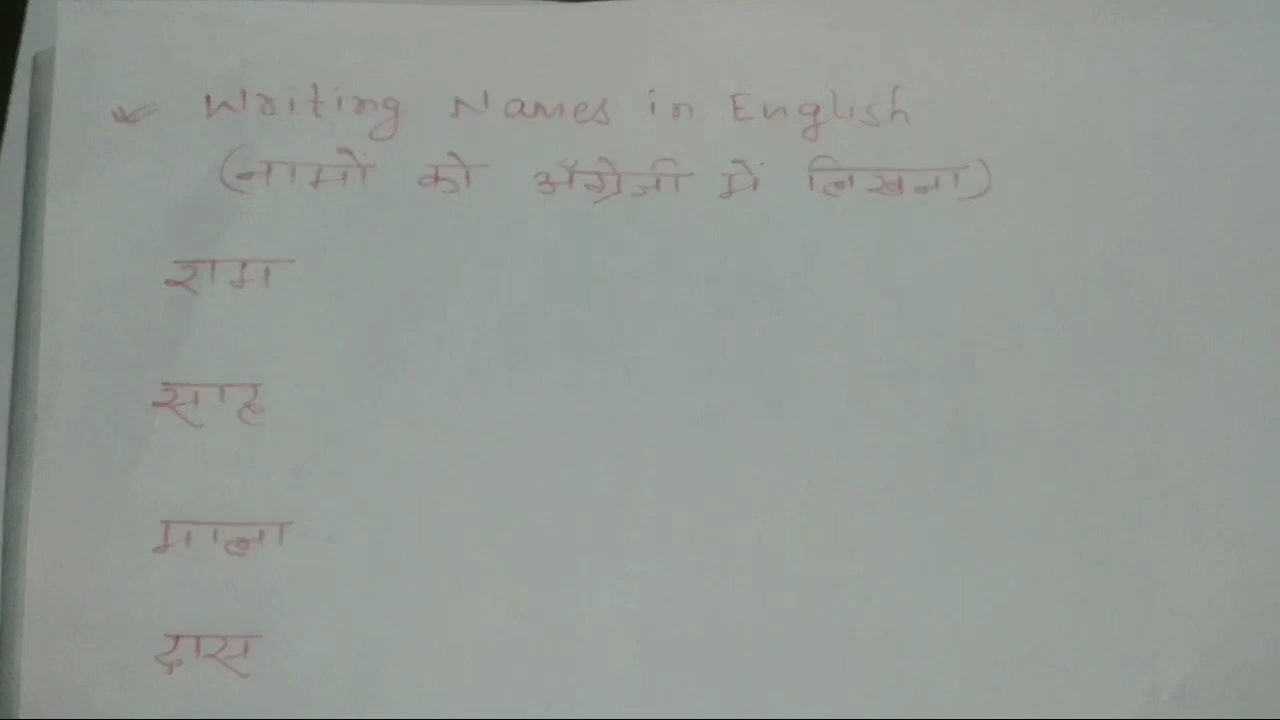 Writing Names in English
(नामों को अँग्रेजी में लिखना)
राम
साह
माला
दास